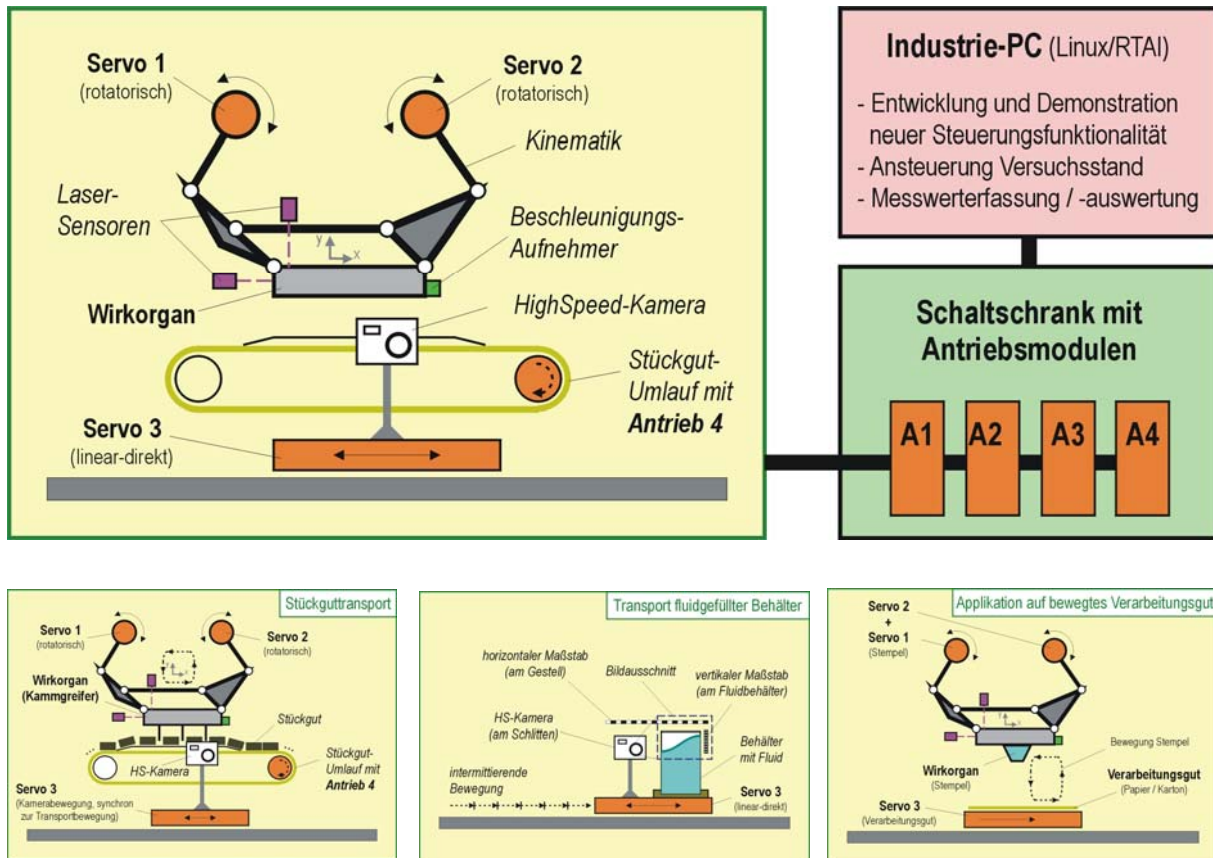 Servo 1
(rotatorisch)
Servo 2
(rotatorisch)
Kinematik
Laser-
Sensoren
y
x
Beschleunigungs-
Aufnehmer
Wirkorgan
HighSpeed-Kamera
Stückgut-
Umlauf mit
Antrieb 4
Servo 3
(linear-direkt)
Industrie-PC (Linux/RTAI)
- Entwicklung und Demonstration
neuer Steuerungsfunktionalität
- Ansteuerung Versuchsstand
- Messwerterfassung / -auswertung
Schaltschrank mit
Antriebsmodulen
A1
A2
A3
A4
Stückguttransport
Servo 1
(rotatorisch)
Servo 2
(rotatorisch)
Wirkorgan
(Kammgreifer)
Stückgut
HS-Kamera
Stückgut-
Umlauf mit
Antrieb 4
Servo 3
(Kamerabewegung, synchron
zur Transportbewegung)
Transport fluidgefüllter Behälter
horizontaler Maßstab
(am Gestell)
Bildausschnitt
vertikaler Maßstab
(am Fluidbehälter)
HS-Kamera
(am Schlitten)
Behälter
mit Fluid
intermittierende
Bewegung
Servo 3
(linear-direkt)
Applikation auf bewegtes Verarbeitungsgut
Servo 2
+
Servo 1
(Stempel)
Bewegung Stempel
Wirkorgan
(Stempel)
Verarbeitungsgut
(Papier / Karton)
Servo 3
(Verarbeitungsgut)